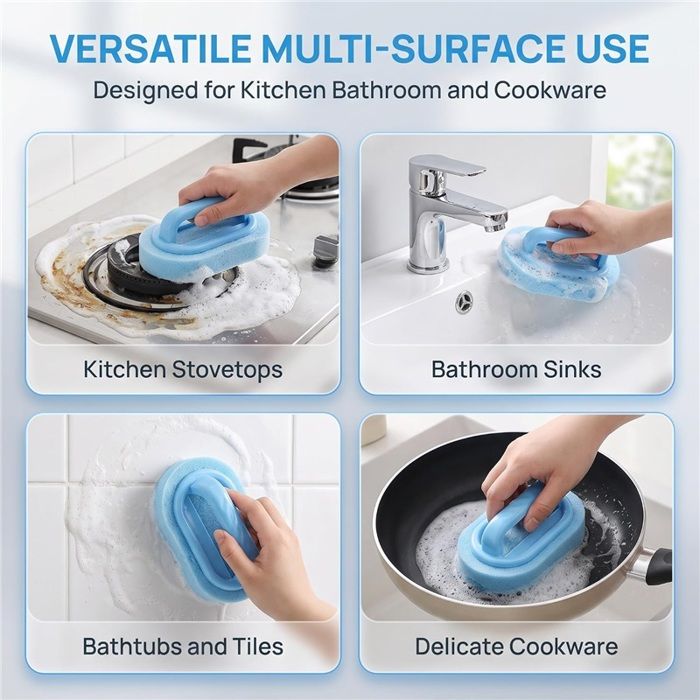 VERSATILE MULTI-SURFACE USE
Designed for Kitchen Bathroom and Cookware
Kitchen Stovetops
Bathroom Sinks
Bathtubs and Tiles
Delicate Cookware